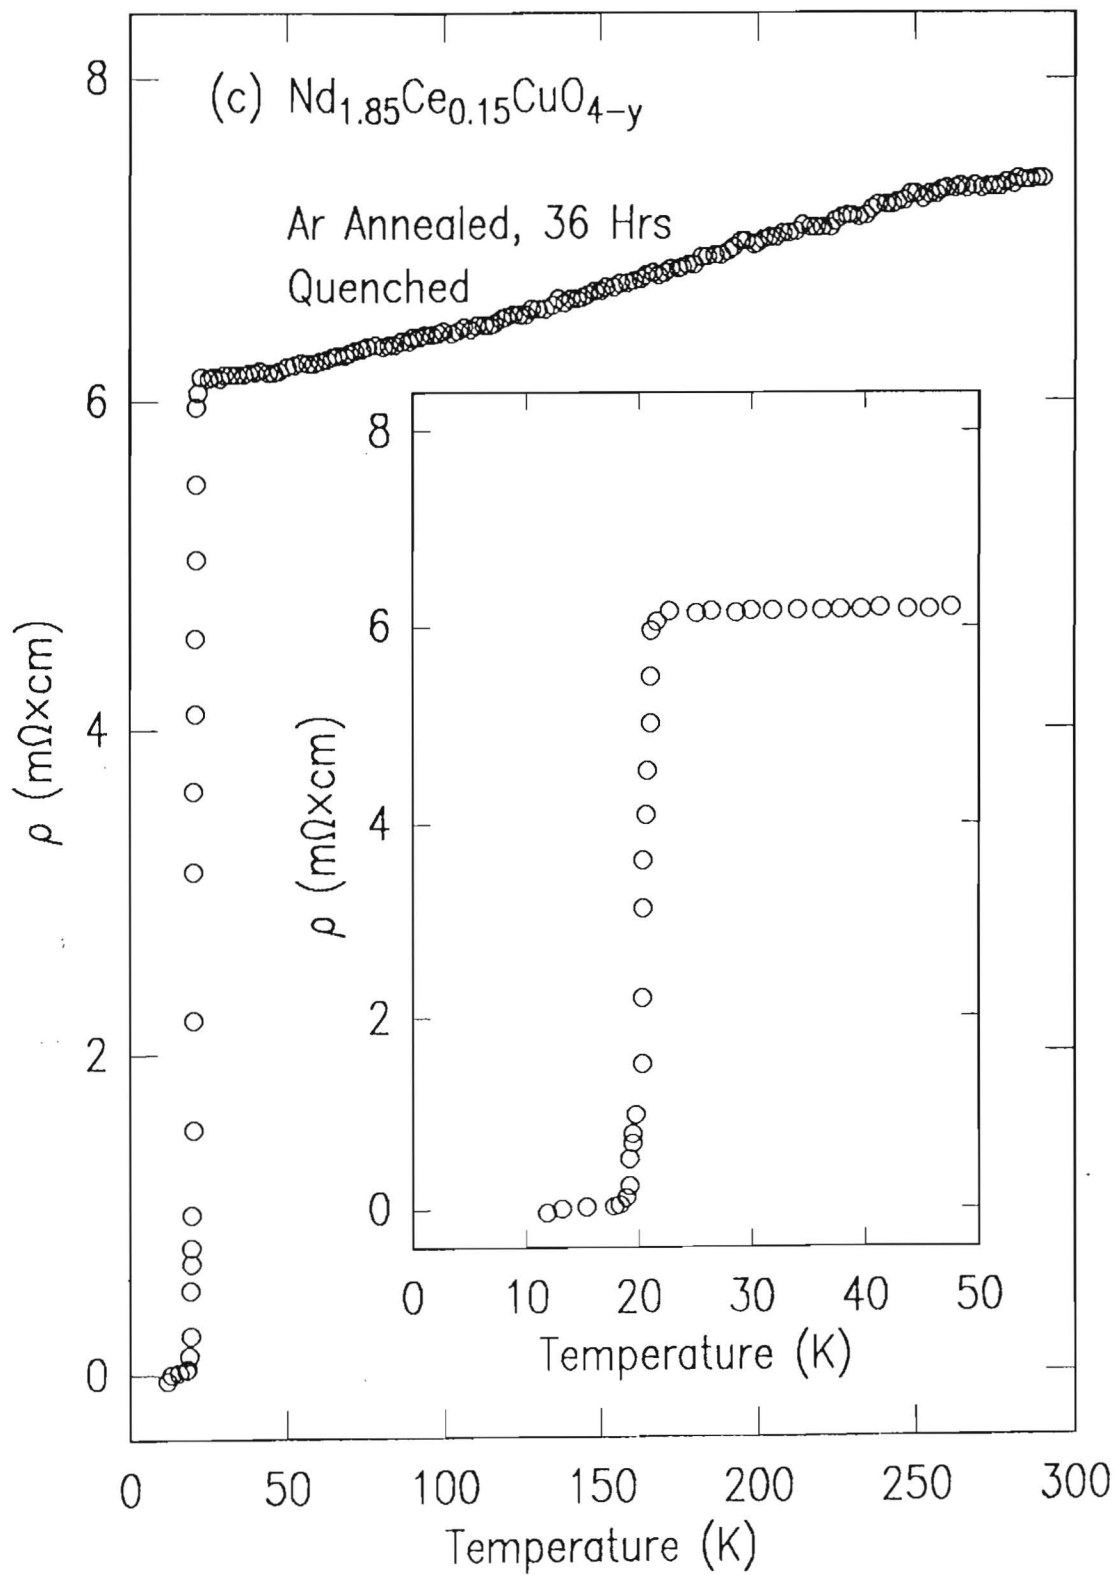 8
(c) Nd1.85Ce0.15CuO4−y
Ar Annealed, 36 Hrs
Quenched
6
4
2
0
ρ (mΩ×cm)
0 50 100 150 200 250 300
Temperature (K)
8
6
4
2
0
ρ (mΩ×cm)
0 10 20 30 40 50
Temperature (K)